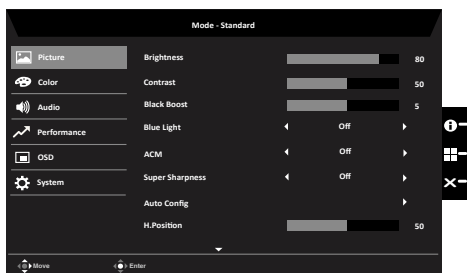 Mode - Standard
Picture
Brightness 80
Color
Contrast 50
Audio
Black Boost 5
Performance
Blue Light Off
OSD
ACM Off
System
Super Sharpness Off
Auto Config
H.Position 50
Move Enter